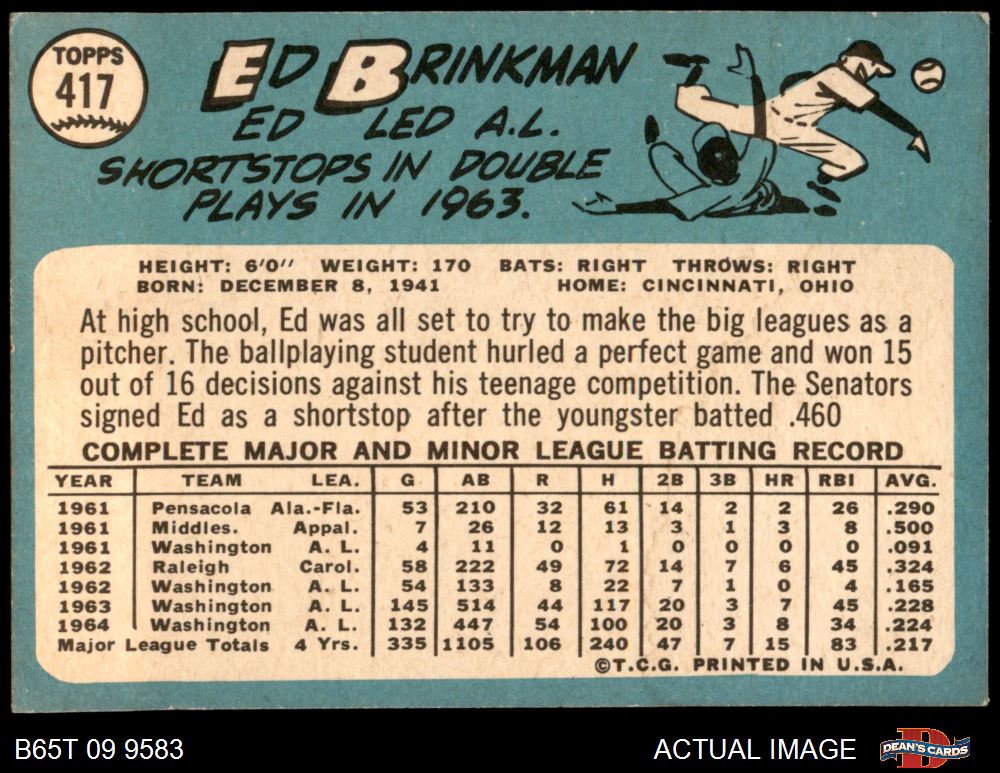 TOPPS
417
ED BRINKMAN
ED LED A.L.
SHORTSTOPS IN DOUBLE
PLAYS IN 1963.
HEIGHT: 6'0" WEIGHT: 170 BATS: RIGHT THROWS: RIGHT
BORN: DECEMBER 8, 1941 HOME: CINCINNATI, OHIO
At high school, Ed was all set to try to make the big leagues as a
pitcher. The ballplaying student hurled a perfect game and won 15
out of 16 decisions against his teenage competition. The Senators
signed Ed as a shortstop after the youngster batted .460
COMPLETE MAJOR AND MINOR LEAGUE BATTING RECORD
YEAR TEAM LEA. G AB R H 2B 3B HR RBI AVG.
1961 Pensacola Ala.-Fla. 53 210 32 61 14 2 2 26 .290
1961 Middles. Appal. 7 26 12 13 3 1 3 8 .500
1961 Washington A. L. 4 11 0 1 0 0 0 0 .091
1962 Raleigh Carol. 58 222 49 72 14 7 6 45 .324
1962 Washington A. L. 54 133 8 22 7 1 0 4 .165
1963 Washington A. L. 145 514 44 117 20 3 7 45 .228
1964 Washington A. L. 132 447 54 100 20 3 8 34 .224
Major League Totals 4 Yrs. 335 1105 106 240 47 7 15 83 .217
©T.C.G. PRINTED IN U.S.A.
B65T 09 9583 ACTUAL IMAGE DEAN'S CARDS